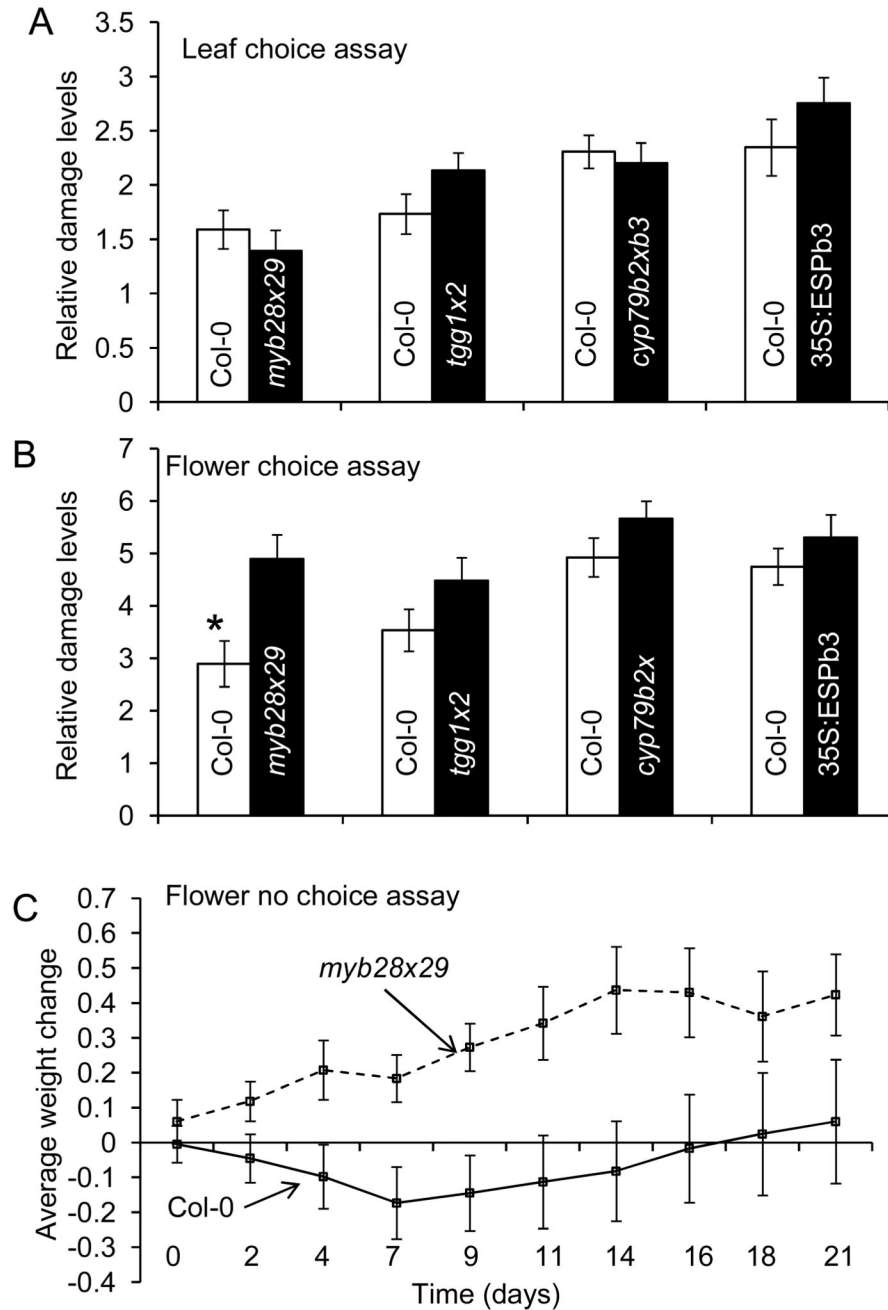 A
Leaf choice assay
Relative damage levels
3.5
3
2.5
2
1.5
1
0.5
0
Col-0
myb28x29
Col-0
tgg1x2
Col-0
cyp79b2xb3
Col-0
35S:ESPb3
B
Flower choice assay
Relative damage levels
7
6
5
4
3
2
1
0
*
Col-0
myb28x29
Col-0
tgg1x2
Col-0
cyp79b2x
Col-0
35S:ESPb3
C
Flower no choice assay
Average weight change
0.7
0.6
0.5
0.4
0.3
0.2
0.1
0
-0.1
-0.2
-0.3
-0.4
myb28x29
Col-0
0 2 4 7 9 11 14 16 18 21
Time (days)